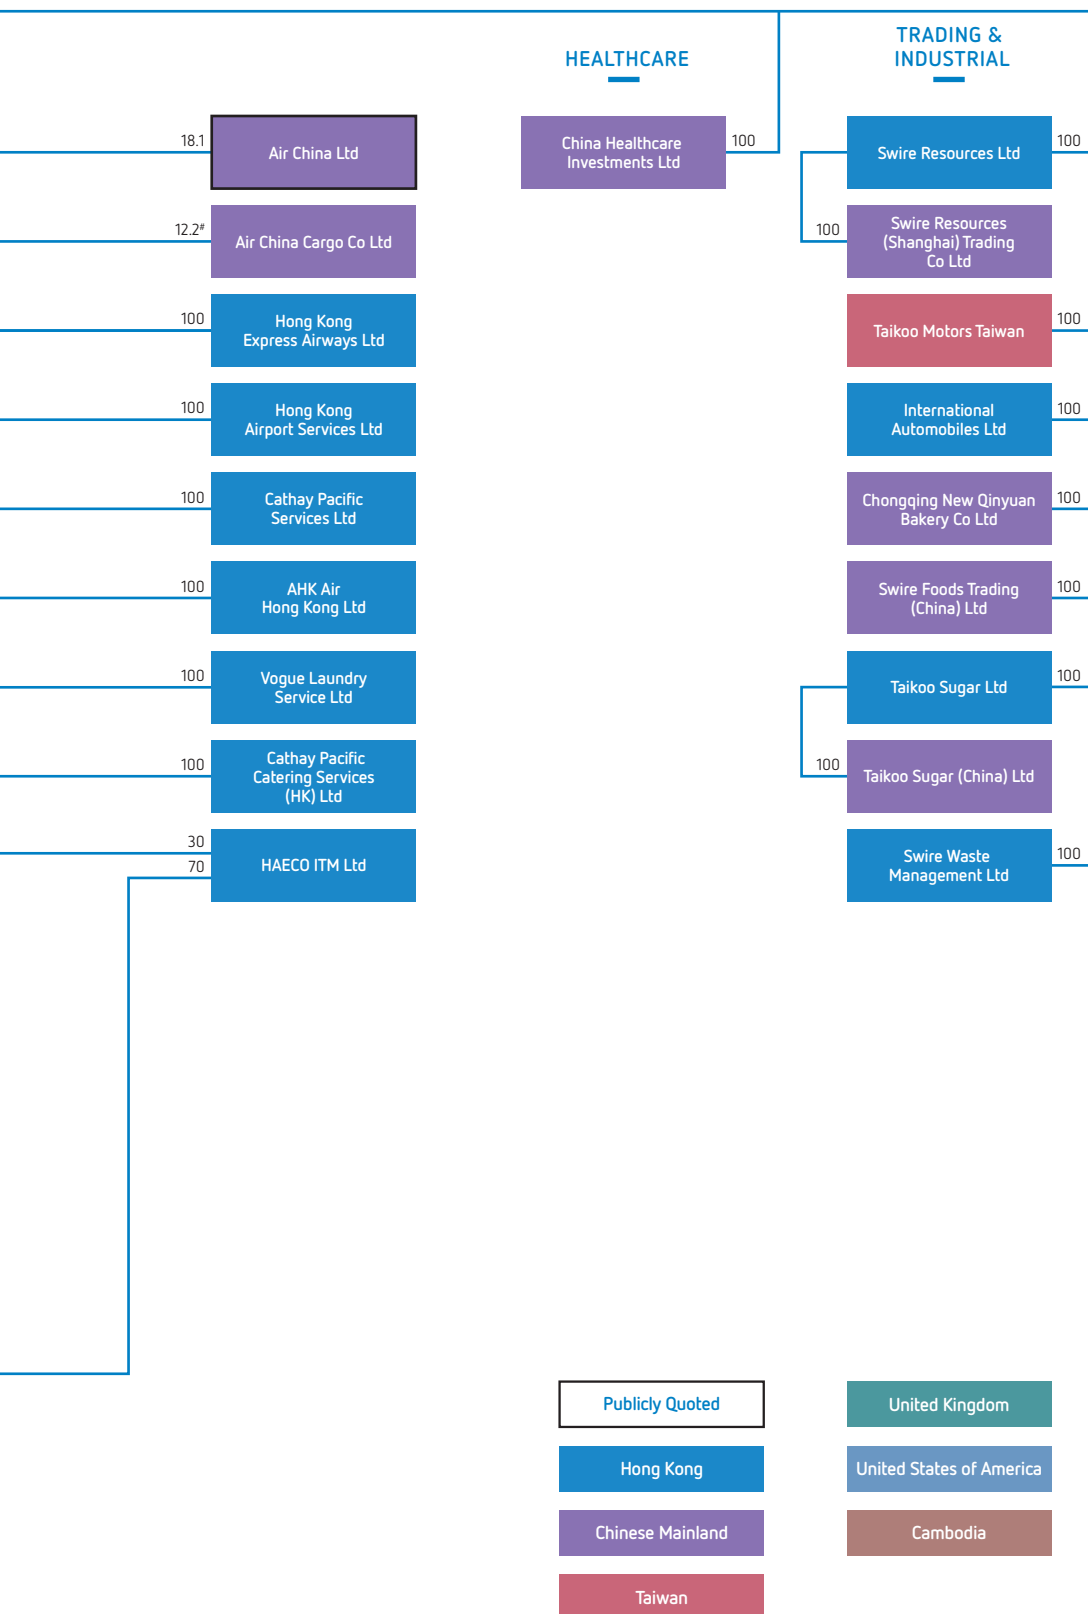 HEALTHCARE
TRADING &
INDUSTRIAL
18.1
Air China Ltd
12.2#
Air China Cargo Co Ltd
100
Hong Kong
Express Airways Ltd
100
Hong Kong
Airport Services Ltd
100
Cathay Pacific
Services Ltd
100
AHK Air
Hong Kong Ltd
100
Vogue Laundry
Service Ltd
100
Cathay Pacific
Catering Services
(HK) Ltd
30
70
HAECO ITM Ltd
China Healthcare
Investments Ltd
100
Swire Resources Ltd
100
100
Swire Resources
(Shanghai) Trading
Co Ltd
Taikoo Motors Taiwan
100
International
Automobiles Ltd
100
Chongqing New Qinyuan
Bakery Co Ltd
100
Swire Foods Trading
(China) Ltd
100
Taikoo Sugar Ltd
100
100
Taikoo Sugar (China) Ltd
Swire Waste
Management Ltd
100
Publicly Quoted
Hong Kong
Chinese Mainland
Taiwan
United Kingdom
United States of America
Cambodia